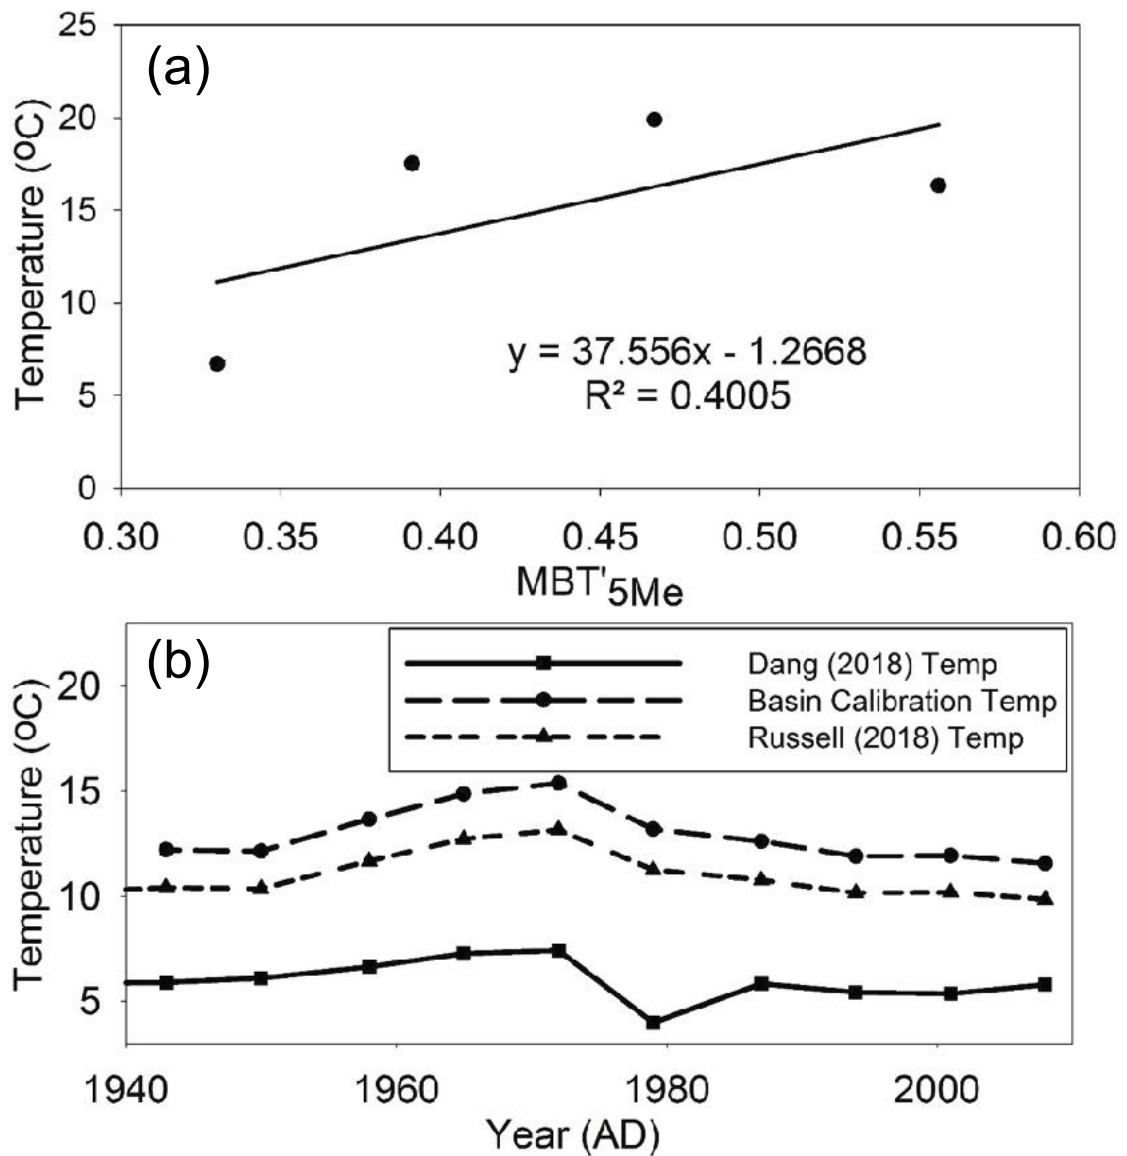 (a)
25
20
15
10
5
0
Temperature (ºC)
y = 37.556x - 1.2668
R² = 0.4005
0.30 0.35 0.40 0.45 0.50 0.55 0.60
MBT'5Me
(b)
Dang (2018) Temp
Basin Calibration Temp
Russell (2018) Temp
20
15
10
5
Temperature (ºC)
1940 1960 1980 2000
Year (AD)